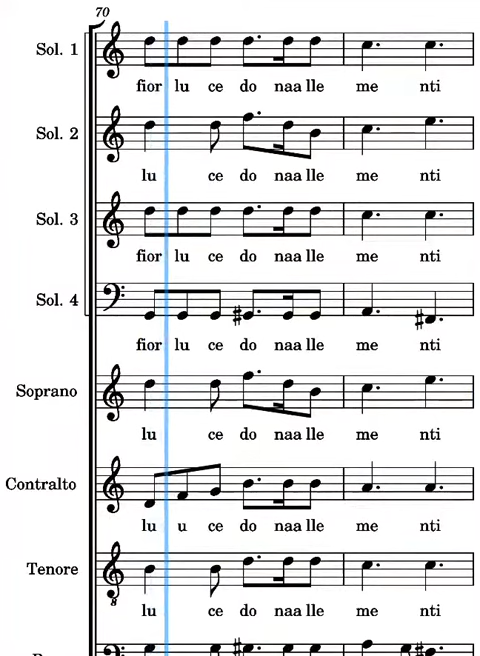 70
Sol. 1
fior lu ce do naa lle me nti
Sol. 2
lu ce do naa lle me nti
Sol. 3
fior lu ce do naa lle me nti
Sol. 4
fior lu ce do naa lle me nti
Soprano
lu ce do naa lle me nti
Contralto
lu u ce do naa lle me nti
Tenore
8
lu ce do naa lle me nti